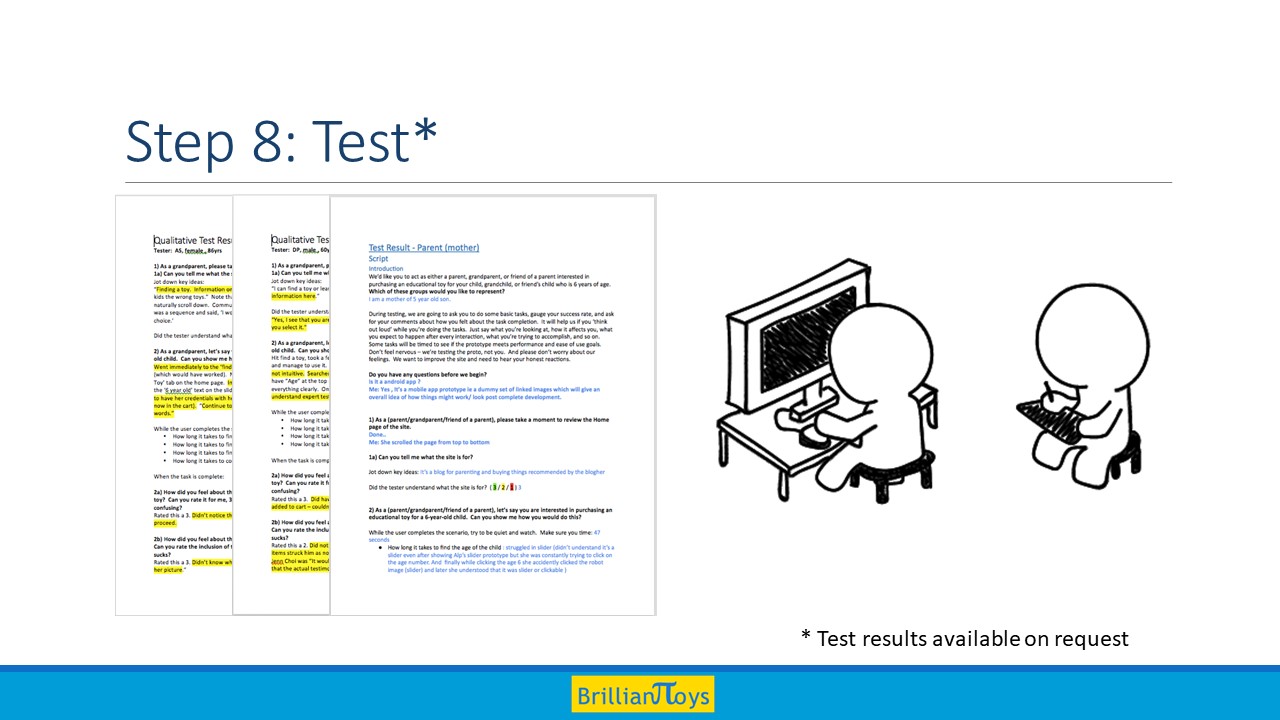 Step 8: Test*
Qualitative Test Res
Tester: AS, female, 86yrs
1) As a grandparent, please ta
1a) Can you tell me what the
Jot down key ideas:
"Finding a toy. Information or
kids the wrong toys." Note th
naturally scroll down. Commu
was a sequence and said, 'I wo
choice.'
Did the tester understand wha
2) As a grandparent, let's say
old child. Can you show me h
Went immediately to the 'find
(which would have worked).
Toy' tab on the home page.
the '6 year old' text on the slid
to have her credentials with h
now in the cart). "Continue to
words."
While the user completes the
• How long it takes to fin
• How long it takes to fin
• How long it takes to fin
• How long it takes to co
When the task is complete:
2a) How did you feel about th
toy? Can you rate it for me, 3
confusing?
Rated this a 3. Didn't notice th
proceed.
2b) How did you feel about th
Can you rate the inclusion of t
sucks?
Rated this a 3. Didn't know wh
her picture."
Qualitative Tes
Tester: DP, male, 60y
1) As a grandparent, p
1a) Can you tell me wh
Jot down key ideas:
"I can find a toy or lea
information here."
Did the tester underst
"Yes, I see that you are
you select it."
2) As a grandparent, le
old child. Can you sho
Hit find a toy, took a fe
and manage to use it.
not intuitive. Searche
have "Age" at the top
everything clearly. On
understand expert tes
While the user comple
• How long it tak
• How long it tak
• How long it tak
• How long it tak
When the task is comp
2a) How did you feel a
toy? Can you rate it fo
confusing?
Rated this a 3. Did hav
added to cart – couldn
2b) How did you feel a
Can you rate the inclu
sucks?
Rated this a 2. Did not
items struck him as no
Jenn Choi was "It woul
that the actual testimo
Test Result - Parent (mother)
Script
Introduction
We'd like you to act as either a parent, grandparent, or friend of a parent interested in
purchasing an educational toy for your child, grandchild, or friend's child who is 6 years of age.
Which of these groups would you like to represent?
I am a mother of 5 year old son.
During testing, we are going to ask you to do some basic tasks, gauge your success rate, and ask
for your comments about how you felt about the task completion. It will help us if you 'think
out loud' while you're doing the tasks. Just say what you're looking at, how it affects you, what
you expect to happen after every interaction, what you're trying to accomplish, and so on.
Some tasks will be timed to see if the prototype meets performance and ease of use goals.
Don't feel nervous – we're testing the proto, not you. And please don't worry about our
feelings. We want to improve the site and need to hear your honest reactions.
Do you have any questions before we begin?
Is it a android app ?
Me: Yes , it's a mobile app prototype ie a dummy set of linked images which will give an
overall idea of how things might work/ look post complete development.
1) As a (parent/grandparent/friend of a parent), please take a moment to review the Home
page of the site.
Done..
Me: She scrolled the page from top to bottom
1a) Can you tell me what the site is for?
Jot down key ideas: it's a blog for parenting and buying things recommended by the blogher
Did the tester understand what the site is for? (3/2/1)3
2) As a (parent/grandparent/friend of a parent), let's say you are interested in purchasing an
educational toy for a 6-year-old child. Can you show me how you would do this?
While the user completes the scenario, try to be quiet and watch. Make sure you time: 47
seconds
● How long it takes to find the age of the child : struggled in slider (didn't understand it's a
slider even after showing Alp's slider prototype but she was constantly trying to click on
the age number. And finally while clicking the age 6 she accidently clicked the robot
image (slider) and later she understood that it was slider or clickable )
* Test results available on request
BrillianTToys